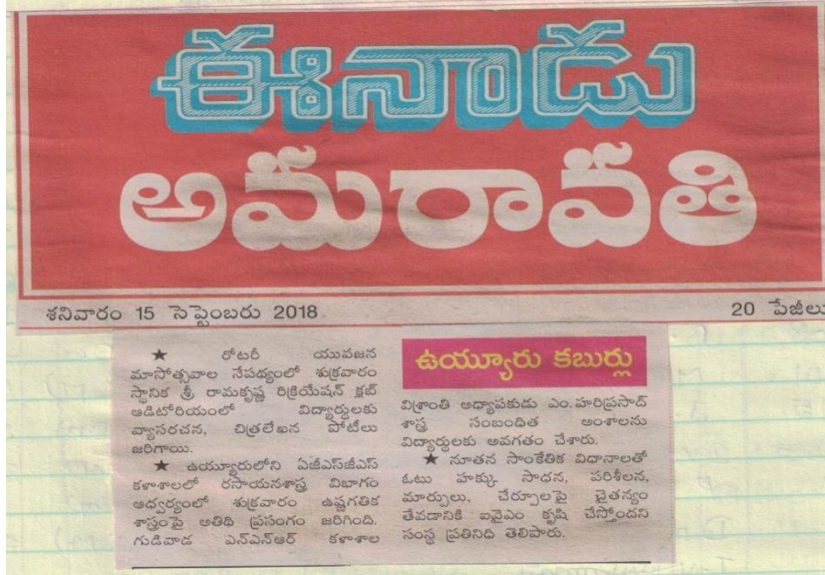 ఈనాడు
అమరావతి
శనివారం 15 సెప్టెంబరు 2018
20 పేజీలు
★ రోటరీ యువజన
మాసోత్సవాల నేపథ్యంలో శుక్రవారం
స్థానిక శ్రీ రామకృష్ణ రిక్రియేషన్ క్లబ్
ఆడిటోరియంలో విద్యార్థులకు
వ్యాసరచన, చిత్రలేఖన పోటీలు
జరిగాయి.
★ ఉయ్యూరులోని ఏజీఎస్‌జీఎస్
కళాశాలలో రసాయనశాస్త్ర విభాగం
ఆధ్వర్యంలో శుక్రవారం ఉష్ణగతిక
శాస్త్రంపై అతిథి ప్రసంగం జరిగింది.
గుడివాడ ఎన్ఎన్ఆర్ కళాశాల
ఉయ్యూరు కబుర్లు
విశ్రాంతి అధ్యాపకుడు ఎం.హరిప్రసాద్
శాస్త్ర సంబంధిత అంశాలను
విద్యార్థులకు అవగతం చేశారు.
★ నూతన సాంకేతిక విధానాలతో
ఓటు హక్కు సాధన, పరిశీలన,
మార్పులు, చేర్పులపై చైతన్యం
తేవడానికి ఐవైఎం కృషి చేస్తోందని
సంస్థ ప్రతినిధి తెలిపారు.